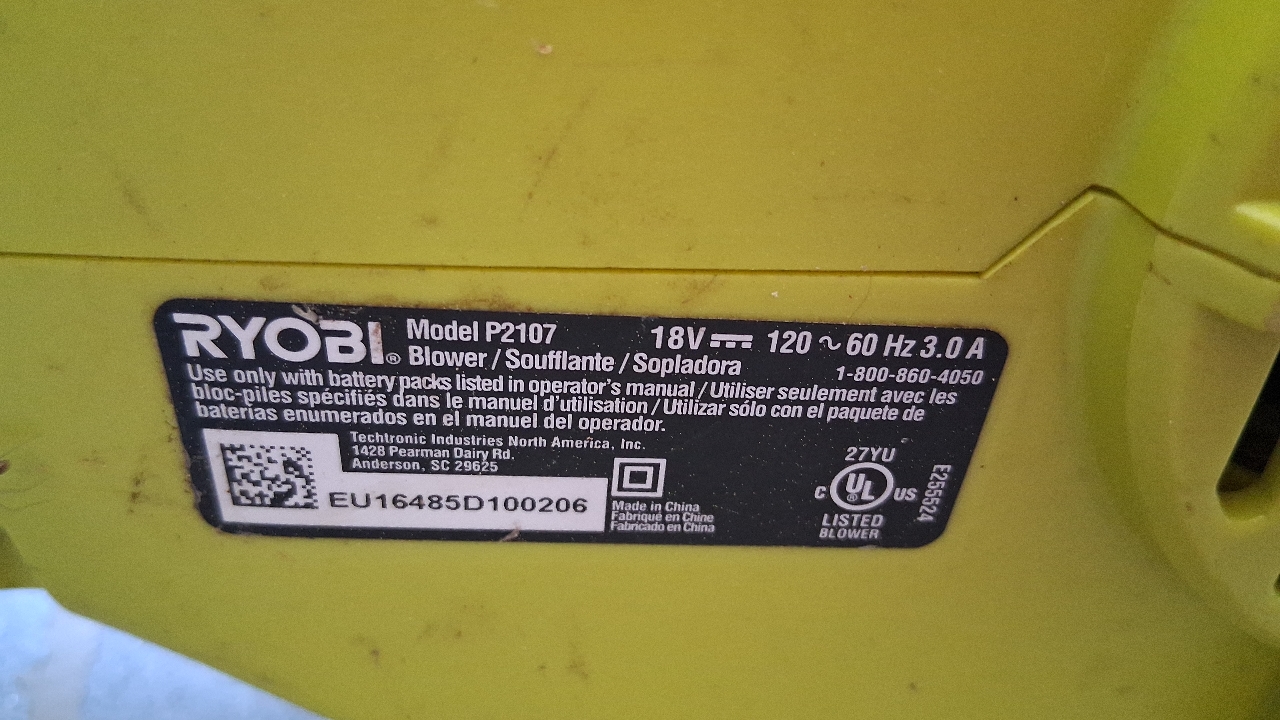 RYOBI®
Model P2107 18V 120 ~ 60 Hz 3.0 A
Blower / Soufflante / Sopladora 1-800-860-4050
Use only with battery packs listed in operator's manual / Utiliser seulement avec les
bloc-piles spécifiés dans le manuel d'utilisation / Utilizar sólo con el paquete de
baterías enumerados en el manuel del operador.
Techtronic Industries North America, Inc.
1428 Pearman Dairy Rd.
Anderson, SC 29625
EU16485D100206
Made in China
Fabriqué en Chine
Fabricado en China
27YU
C UL® US
LISTED
BLOWER
E255524